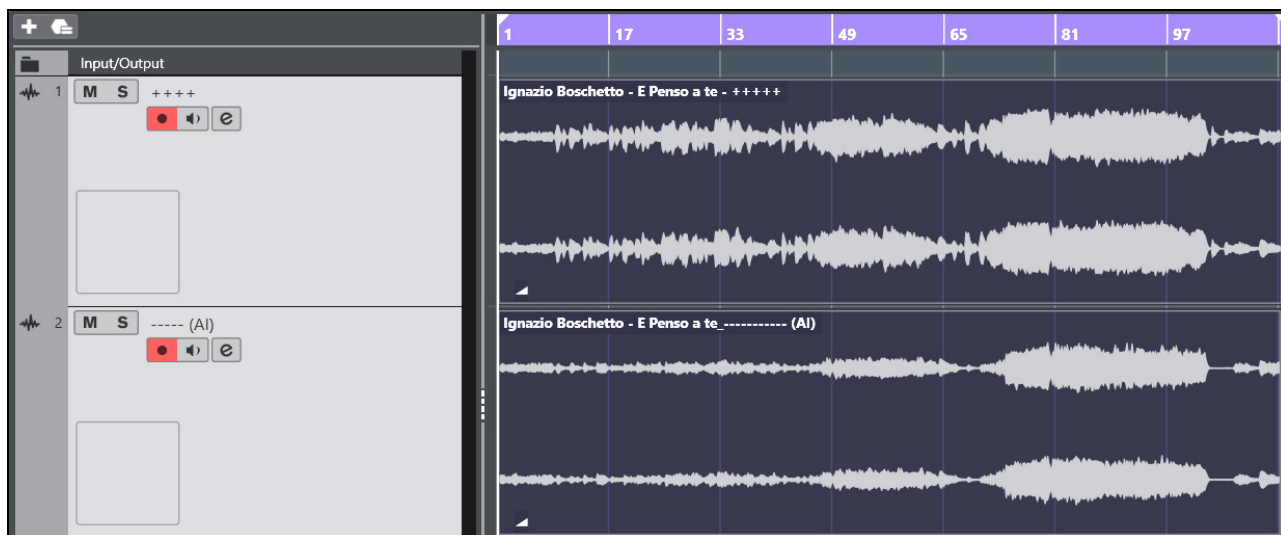 1 17 33 49 65 81 97
Input/Output
1 M S ++++
e
Ignazio Boschetto - E Penso a te - +++++
2 M S ----- (AI)
e
Ignazio Boschetto - E Penso a te_----------- (AI)